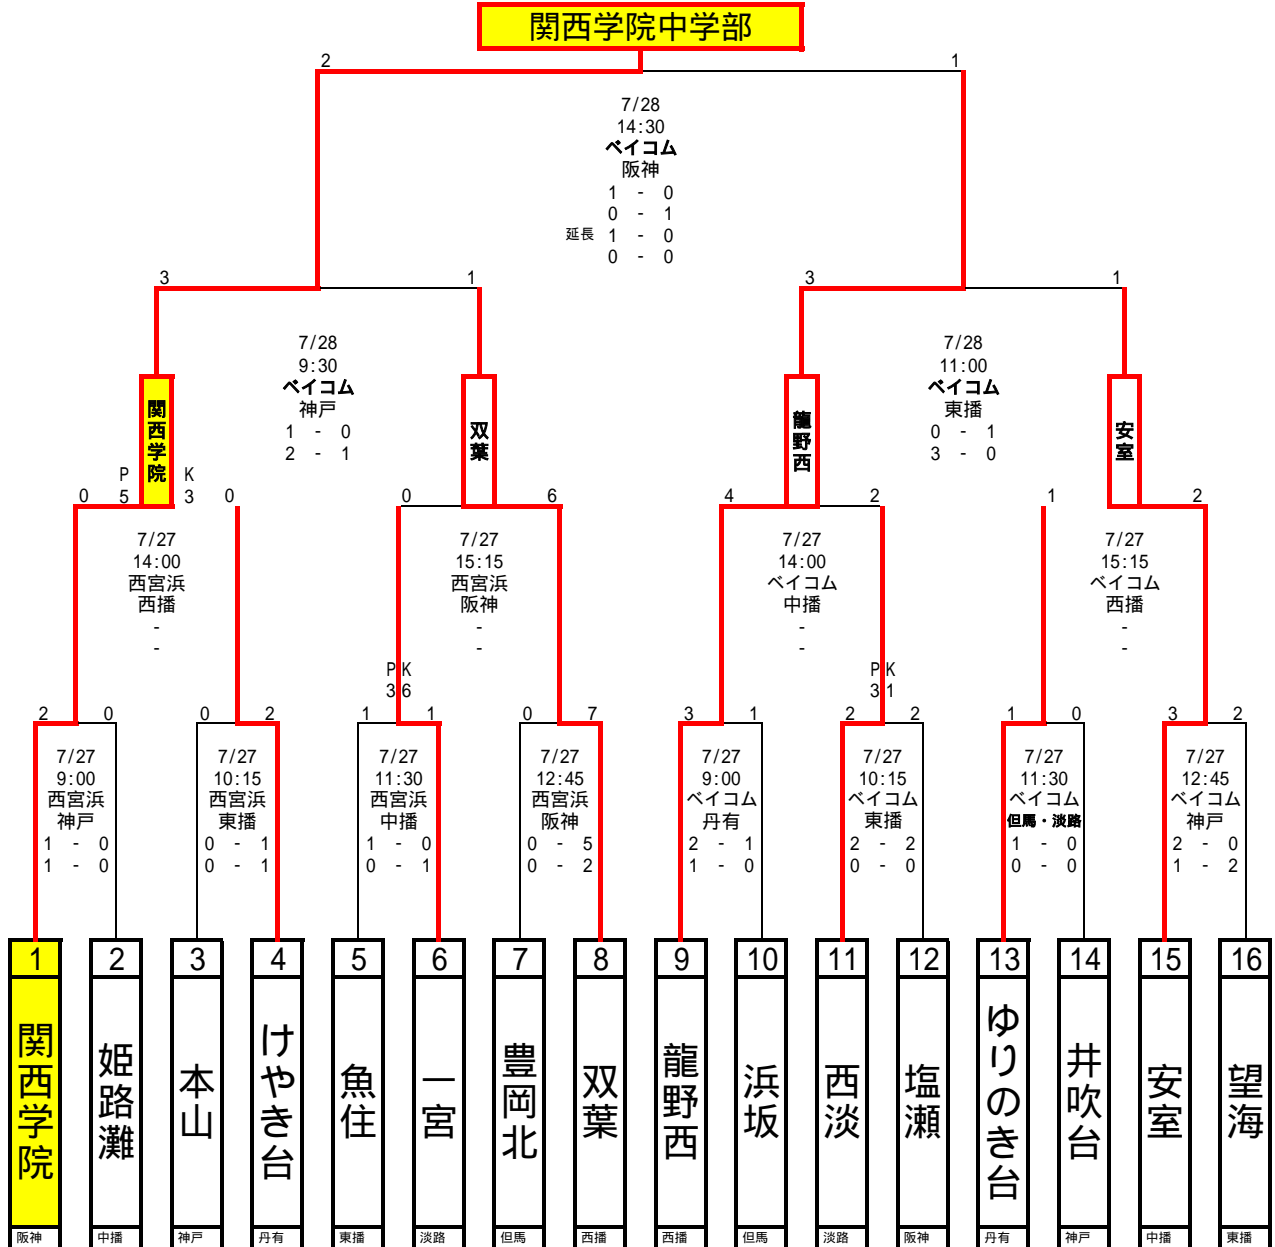 関西学院中学部
2 1
7/28
14:30
ベイコム
阪神
1 - 0
0 - 1
延長 1 - 0
0 - 0
3 1 3 1
7/28 7/28
9:30 11:00
ベイコム ベイコム
神戸 東播
1 - 0 0 - 1
2 - 1 3 - 0
関西学院 双葉 龍野西 安室
P K
0 5 3 0 0 6 4 2 1 2
7/27 7/27 7/27 7/27
14:00 15:15 14:00 15:15
西宮浜 西宮浜 ベイコム ベイコム
西播 阪神 中播 西播
- - - -
- - - -
PK PK
3 6 3 1
2 0 0 2 1 1 0 7 3 1 2 2 1 0 3 2
7/27 7/27 7/27 7/27 7/27 7/27 7/27 7/27
9:00 10:15 11:30 12:45 9:00 10:15 11:30 12:45
西宮浜 西宮浜 西宮浜 西宮浜 ベイコム ベイコム ベイコム ベイコム
神戸 東播 中播 阪神 丹有 東播 但馬・淡路 神戸
1 - 0 0 - 1 1 - 0 0 - 5 2 - 1 2 - 2 1 - 0 2 - 0
1 - 0 0 - 1 0 - 1 0 - 2 1 - 0 0 - 0 0 - 0 1 - 2
1 2 3 4 5 6 7 8 9 10 11 12 13 14 15 16
関西学院 姫路灘 本山 けやき台 魚住 一宮 豊岡北 双葉 龍野西 浜坂 西淡 塩瀬 ゆりのき台 井吹台 安室 望海
阪神 中播 神戸 丹有 東播 淡路 但馬 西播 西播 但馬 淡路 阪神 丹有 神戸 中播 東播